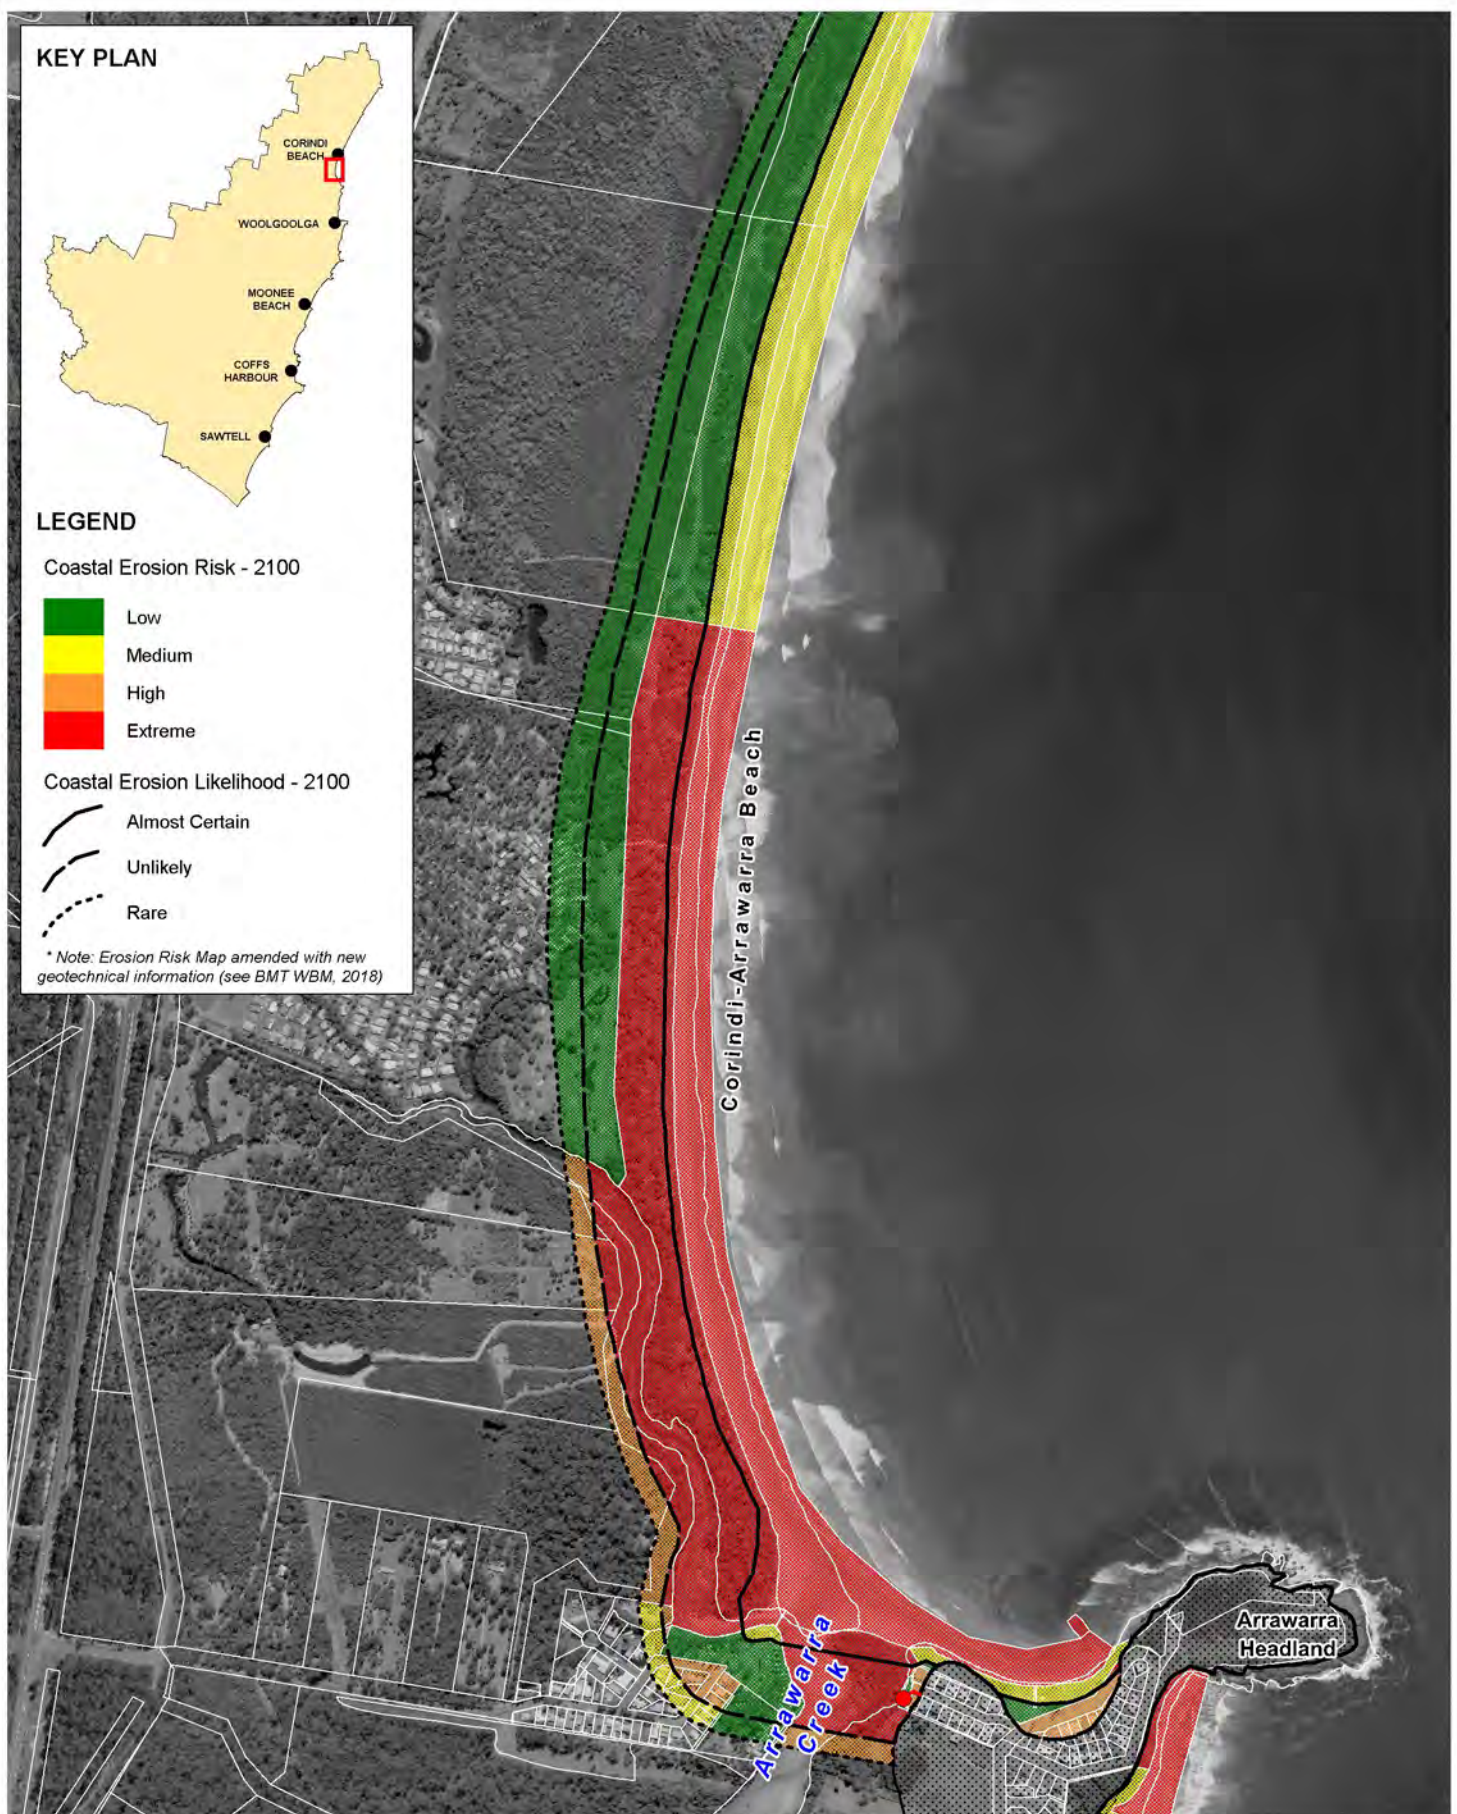 KEY PLAN
CORINDI
BEACH
WOOLGOOLGA
MOONEE
BEACH
COFFS
HARBOUR
SAWTELL
LEGEND
Coastal Erosion Risk - 2100
Low
Medium
High
Extreme
Coastal Erosion Likelihood - 2100
Almost Certain
Unlikely
Rare
* Note: Erosion Risk Map amended with new
geotechnical information (see BMT WBM, 2018)
Corindi-Arrawarra Beach
Arrawarra
Headland
Arrawarra
Creek